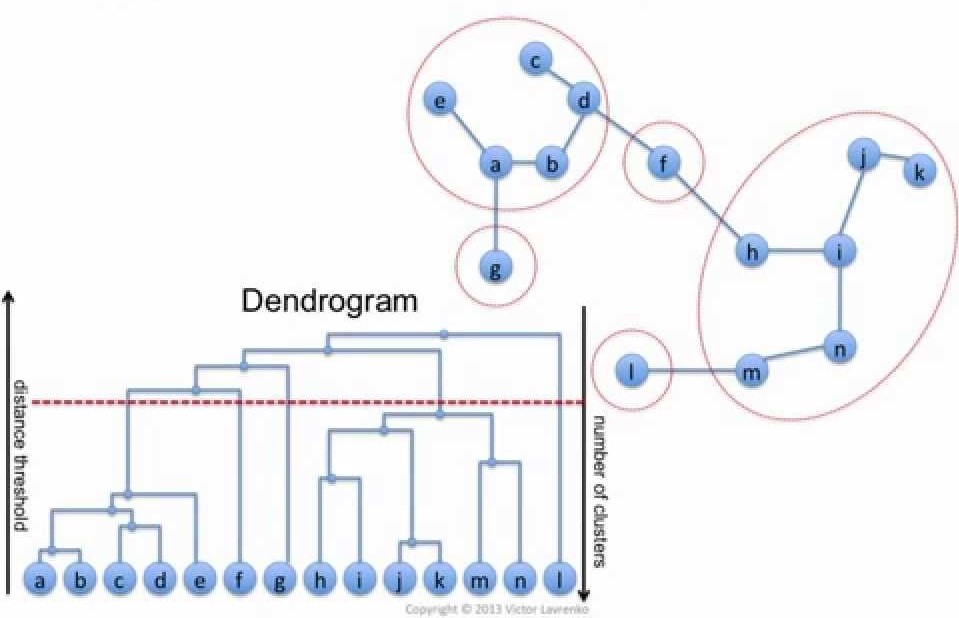 c
e
d
a
b
f
j
k
g
h
i
n
l
m
Dendrogram
distance threshold
number of clusters
a b c d e f g h i j k m n l
Copyright © 2013 Victor Lavrenko